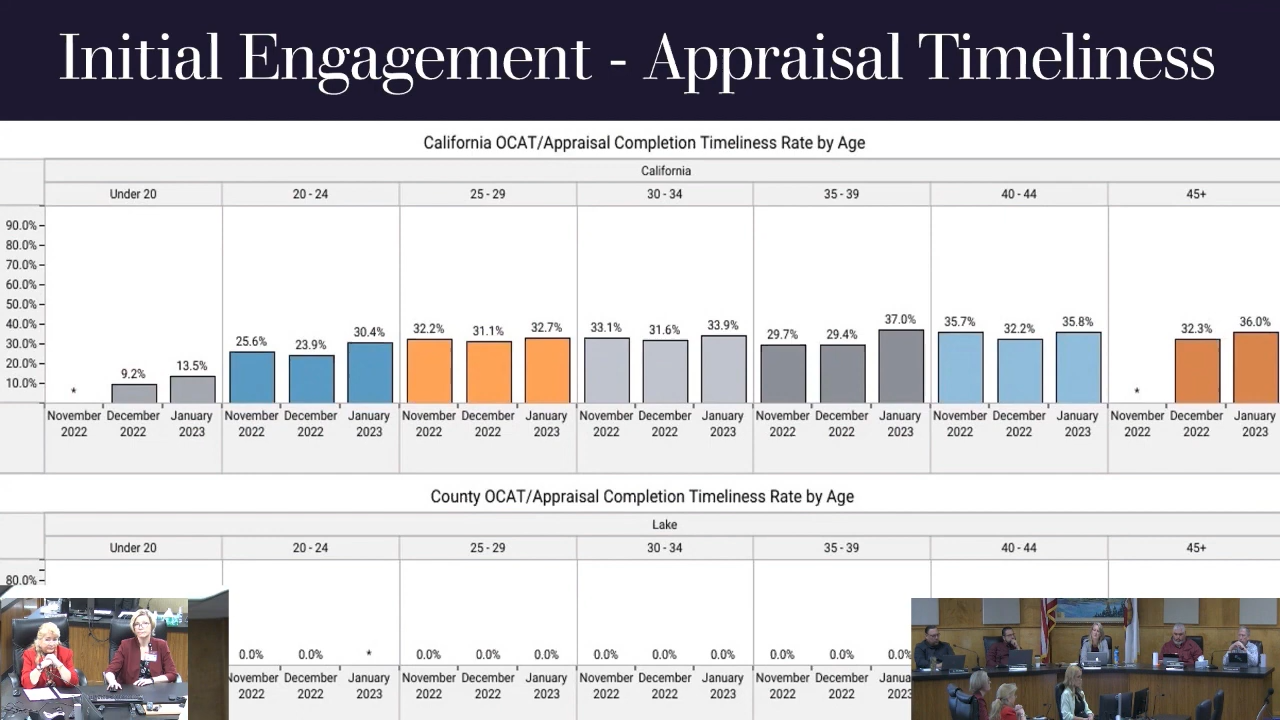 Initial Engagement - Appraisal Timeliness
California OCAT/Appraisal Completion Timeliness Rate by Age
California
Under 20 20 - 24 25 - 29 30 - 34 35 - 39 40 - 44 45+
90.0%
80.0%
70.0%
60.0%
50.0%
40.0%
30.0%
20.0%
10.0%
* 9.2% 13.5% 25.6% 23.9% 30.4% 32.2% 31.1% 32.7% 33.1% 31.6% 33.9% 29.7% 29.4% 37.0% 35.7% 32.2% 35.8% * 32.3% 36.0%
November December January November December January November December January November December January November December January November December January November December January
2022 2022 2023 2022 2022 2023 2022 2022 2023 2022 2022 2023 2022 2022 2023 2022 2022 2023 2022 2022 2023
County OCAT/Appraisal Completion Timeliness Rate by Age
Lake
Under 20 20 - 24 25 - 29 30 - 34 35 - 39 40 - 44 45+
80.0%
0.0% 0.0% * 0.0% 0.0% 0.0% 0.0% 0.0% 0.0% 0.0% 0.0% 0.0%
November December January November December January November December January November December
2022 2022 2023 2022 2022 2023 2022 2022 2023 2022 2022